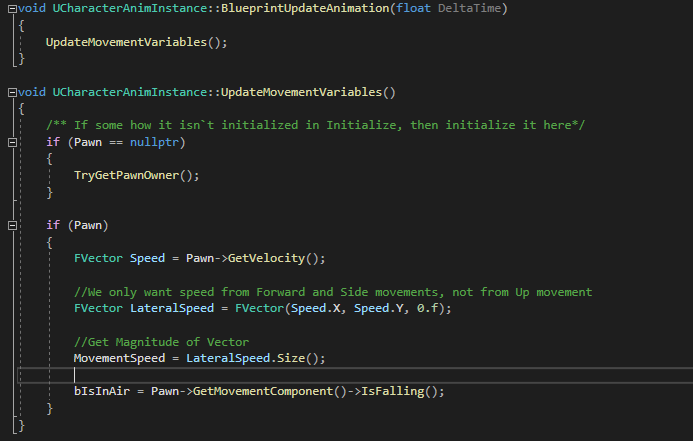 void UCharacterAnimInstance::BlueprintUpdateAnimation(float DeltaTime)
{
    UpdateMovementVariables();
}
void UCharacterAnimInstance::UpdateMovementVariables()
{
    /** If some how it isn`t initialized in Initialize, then initialize it here*/
    if (Pawn == nullptr)
    {
        TryGetPawnOwner();
    }
    if (Pawn)
    {
        FVector Speed = Pawn->GetVelocity();
        //We only want speed from Forward and Side movements, not from Up movement
        FVector LateralSpeed = FVector(Speed.X, Speed.Y, 0.f);
        //Get Magnitude of Vector
        MovementSpeed = LateralSpeed.Size();
        bIsInAir = Pawn->GetMovementComponent()->IsFalling();
    }
}